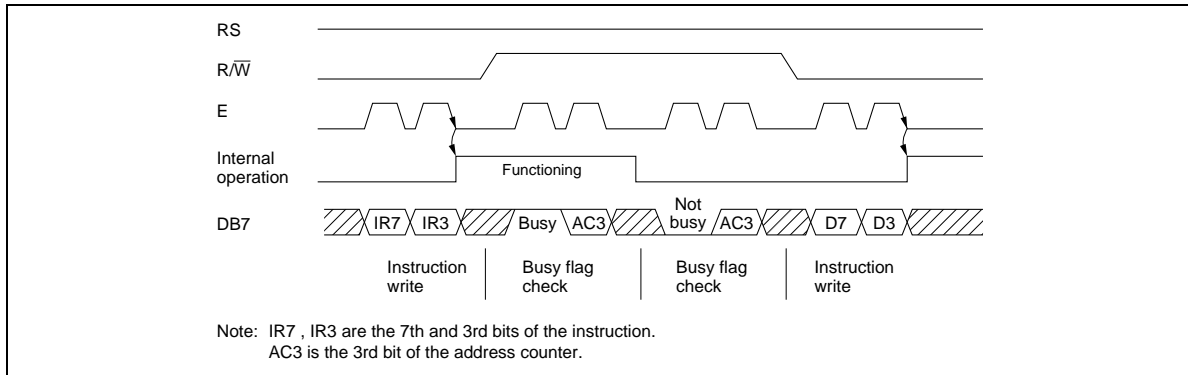 RS
R/W̅
E
Internal
operation
Functioning
DB7
IR7 IR3 Busy AC3 Not busy AC3 D7 D3
Instruction
write
Busy flag
check
Busy flag
check
Instruction
write
Note: IR7 , IR3 are the 7th and 3rd bits of the instruction.
AC3 is the 3rd bit of the address counter.